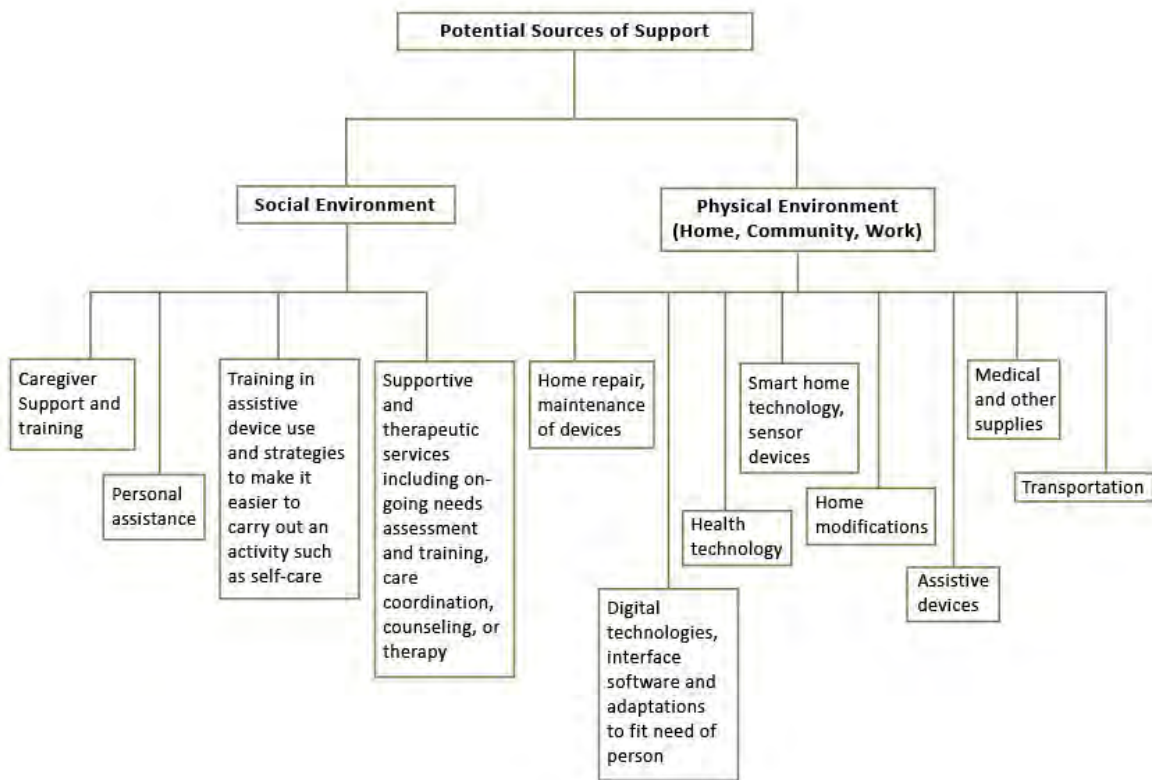 Potential Sources of Support
Social Environment
Physical Environment
(Home, Community, Work)
Caregiver
Support and
training
Personal
assistance
Training in
assistive
device use
and strategies
to make it
easier to
carry out an
activity such
as self-care
Supportive
and
therapeutic
services
including on-
going needs
assessment
and training,
care
coordination,
counseling, or
therapy
Home repair,
maintenance
of devices
Digital
technologies,
interface
software and
adaptations
to fit need of
person
Health
technology
Smart home
technology,
sensor
devices
Home
modifications
Assistive
devices
Medical
and other
supplies
Transportation